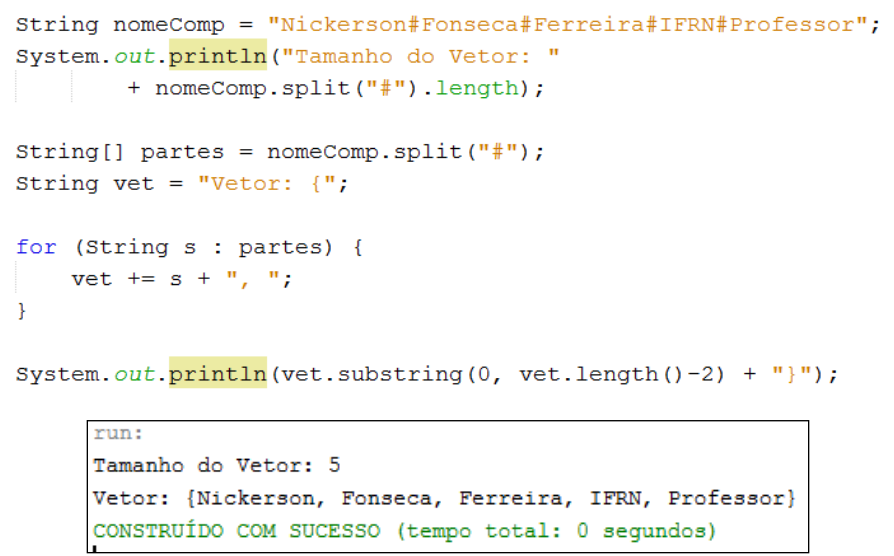 String nomeComp = "Nickerson#Fonseca#Ferreira#IFRN#Professor";
System.out.println("Tamanho do Vetor: "
+ nomeComp.split("#").length);
String[] partes = nomeComp.split("#");
String vet = "Vetor: {";
for (String s : partes) {
vet += s + ", ";
}
System.out.println(vet.substring(0, vet.length()-2) + "}");
run:
Tamanho do Vetor: 5
Vetor: {Nickerson, Fonseca, Ferreira, IFRN, Professor}
CONSTRUÍDO COM SUCESSO (tempo total: 0 segundos)